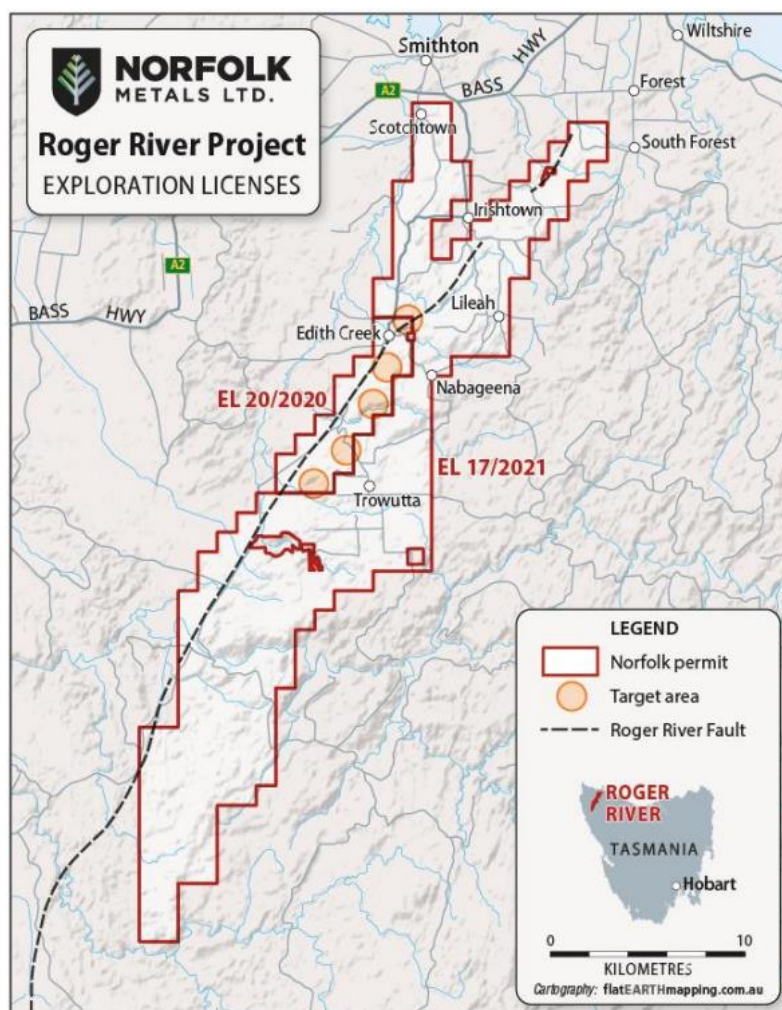 NORFOLK
METALS LTD.
Roger River Project
EXPLORATION LICENSES
Smithton
Wiltshire
BASS HWY
A2
Forest
Scotchtown
South Forest
Irishtown
A2
BASS HWY
Lileah
Edith Creek
Nabageena
EL 20/2020
EL 17/2021
Trowutta
LEGEND
Norfolk permit
Target area
Roger River Fault
ROGER
RIVER
TASMANIA
Hobart
0 10
KILOMETRES
Cartography: flatEARTHmapping.com.au